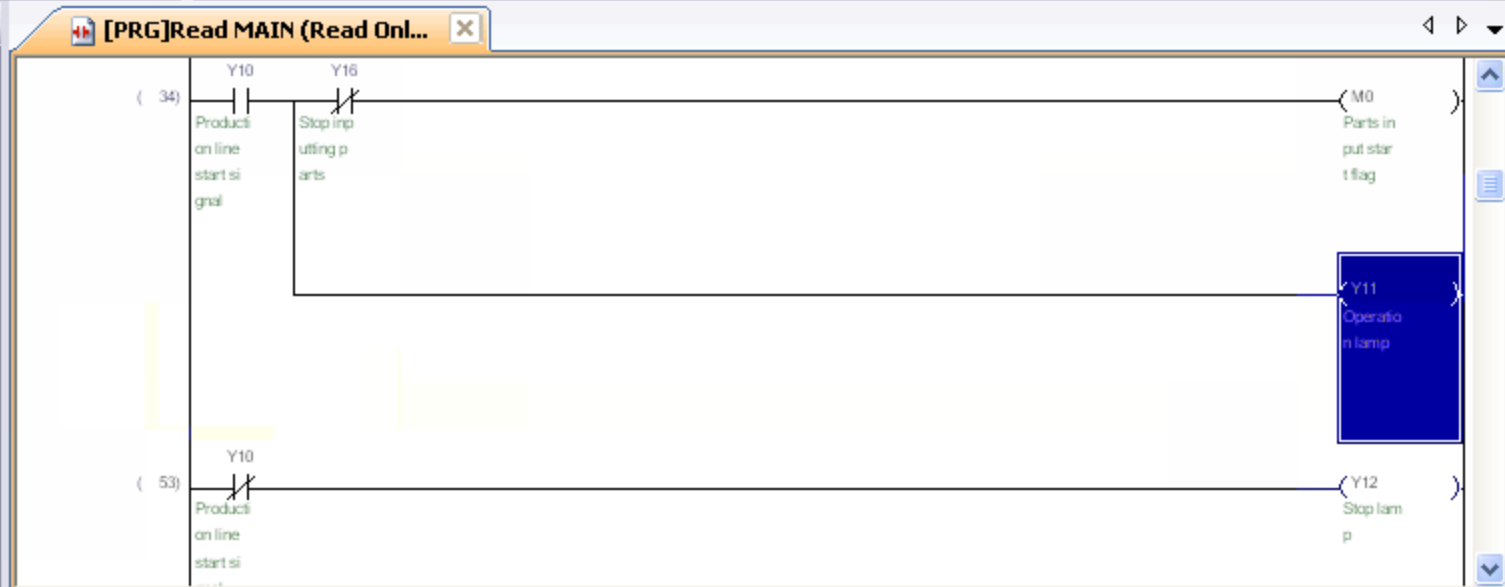 [PRG]Read MAIN (Read Onl...
Y10 Y16
( 34) ( M0 )
Producti Stop inp Parts in
on line utting p put star
start si arts t flag
gnal
( Y11 )
Operatio
n lamp
Y10
( 53) ( Y12 )
Producti Stop lam
on line p
start si